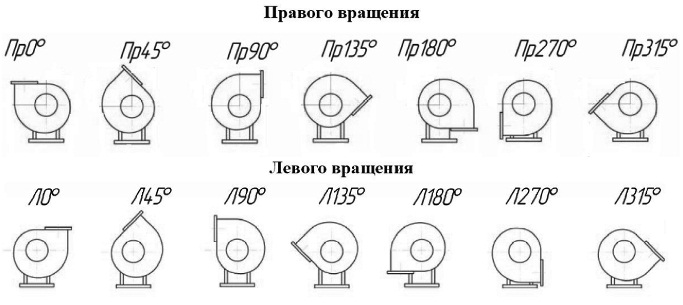 Правого вращения
Пр0° Пр45° Пр90° Пр135° Пр180° Пр270° Пр315°
Левого вращения
Л0° Л45° Л90° Л135° Л180° Л270° Л315°